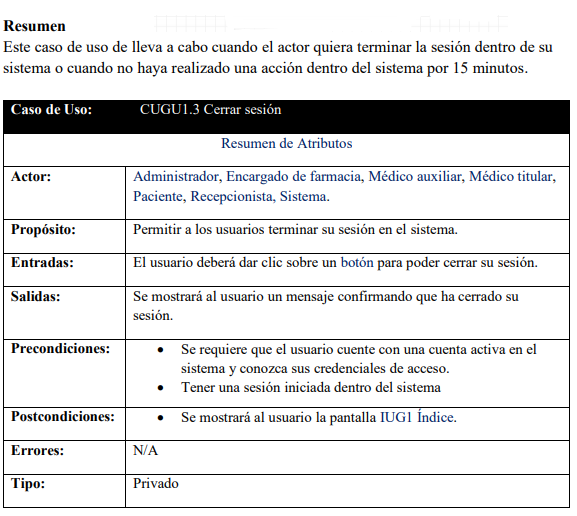 Resumen
Este caso de uso de lleva a cabo cuando el actor quiera terminar la sesión dentro de su
sistema o cuando no haya realizado una acción dentro del sistema por 15 minutos.
Caso de Uso: CUGU1.3 Cerrar sesión
Resumen de Atributos
Actor: Administrador, Encargado de farmacia, Médico auxiliar, Médico titular,
Paciente, Recepcionista, Sistema.
Propósito: Permitir a los usuarios terminar su sesión en el sistema.
Entradas: El usuario deberá dar clic sobre un botón para poder cerrar su sesión.
Salidas: Se mostrará al usuario un mensaje confirmando que ha cerrado su
sesión.
Precondiciones: • Se requiere que el usuario cuente con una cuenta activa en el
sistema y conozca sus credenciales de acceso.
• Tener una sesión iniciada dentro del sistema
Postcondiciones: • Se mostrará al usuario la pantalla IUG1 Índice.
Errores: N/A
Tipo: Privado